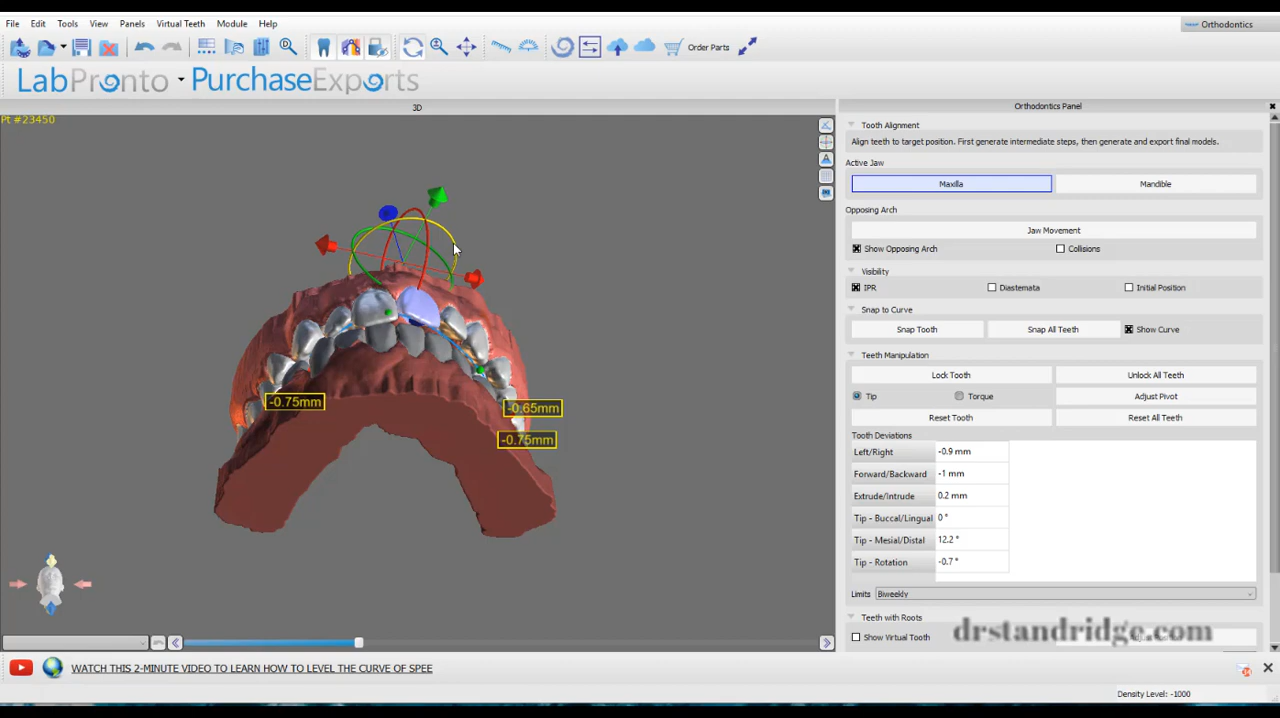 File Edit Tools View Panels Virtual Teeth Module Help
Orthodontics
Order Parts
LabPronto PurchaseExports
3D
Pt #23450
-0.75mm
-0.65mm
-0.75mm
Orthodontics Panel
Tooth Alignment
Align teeth to target position. First generate intermediate steps, then generate and export final models.
Active Jaw
Maxilla Mandible
Opposing Arch
Jaw Movement
Show Opposing Arch Collisions
Visibility
IPR Diastemata Initial Position
Snap to Curve
Snap Tooth Snap All Teeth Show Curve
Teeth Manipulation
Lock Tooth Unlock All Teeth
Tip Torque Adjust Pivot
Reset Tooth Reset All Teeth
Tooth Deviations
Left/Right -0.9 mm
Forward/Backward -1 mm
Extrude/Intrude 0.2 mm
Tip - Buccal/Lingual 0 °
Tip - Mesial/Distal 12.2 °
Tip - Rotation -0.7 °
Limits Biweekly
Teeth with Roots
Show Virtual Tooth
drstandridge.com
WATCH THIS 2-MINUTE VIDEO TO LEARN HOW TO LEVEL THE CURVE OF SPEE
Density Level: -1000